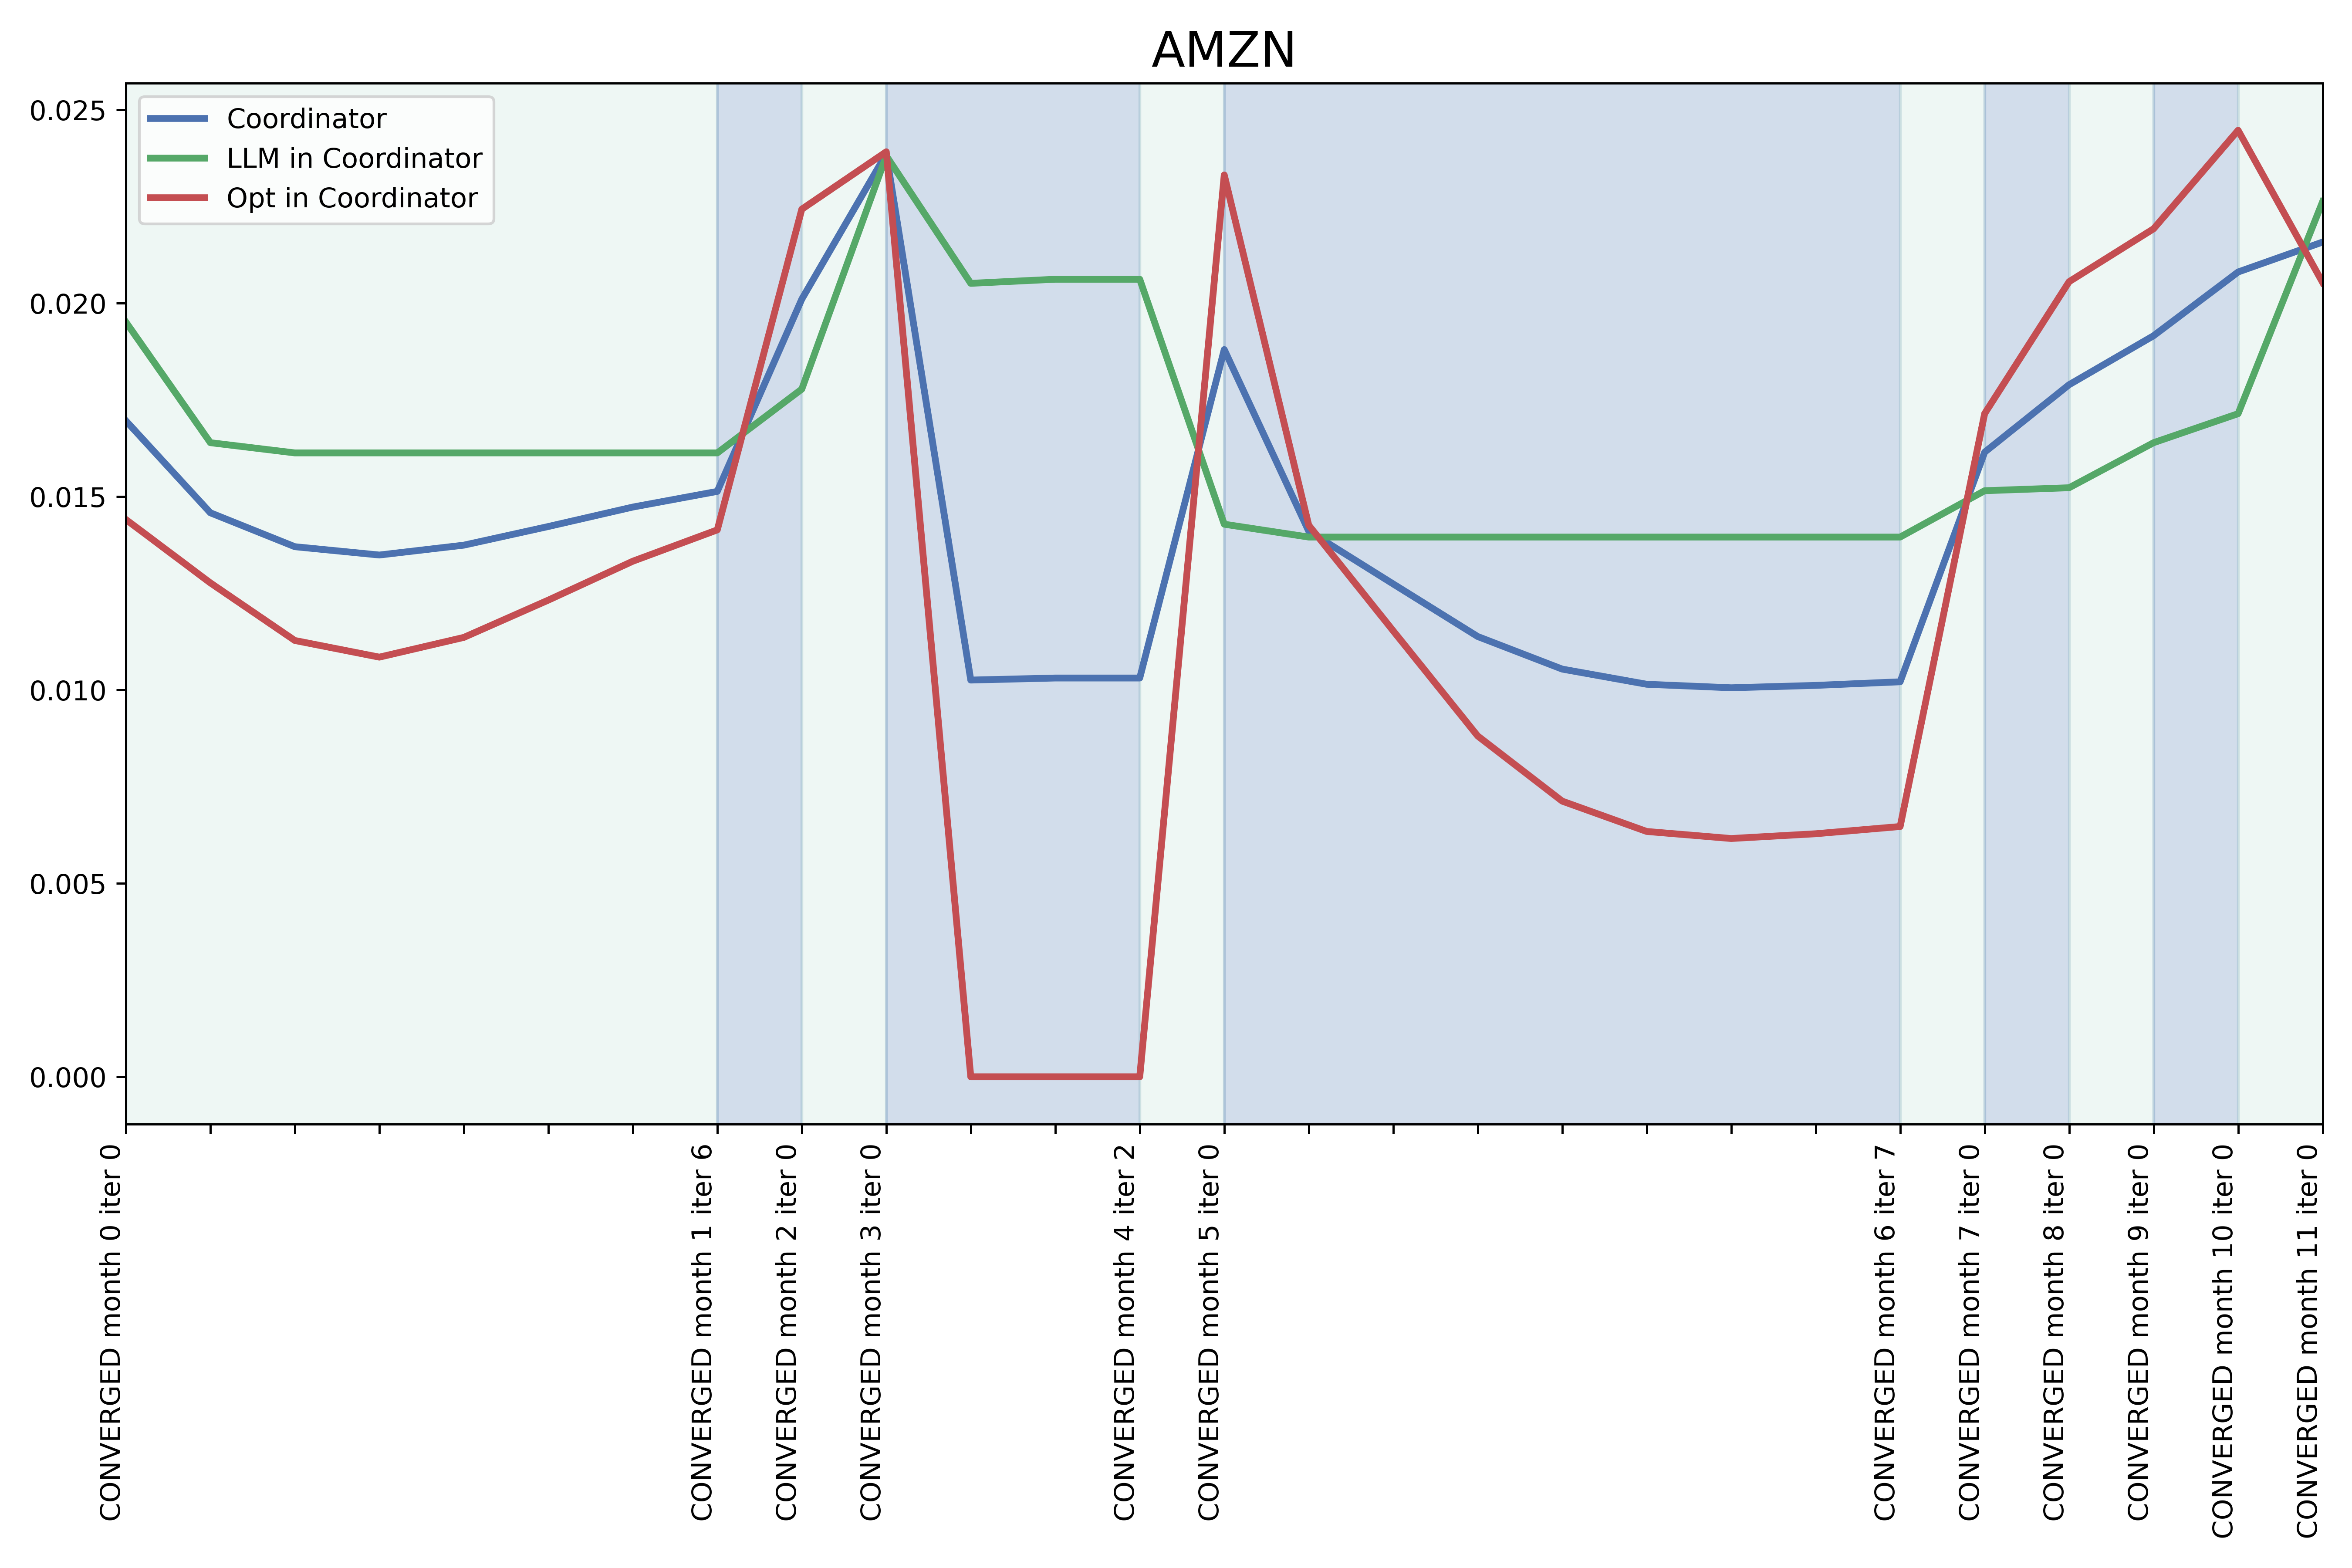 AMZN
Coordinator
LLM in Coordinator
Opt in Coordinator
0.025
0.020
0.015
0.010
0.005
0.000
CONVERGED month 0 iter 0
CONVERGED month 1 iter 6
CONVERGED month 2 iter 0
CONVERGED month 3 iter 0
CONVERGED month 4 iter 2
CONVERGED month 5 iter 0
CONVERGED month 6 iter 7
CONVERGED month 7 iter 0
CONVERGED month 8 iter 0
CONVERGED month 9 iter 0
CONVERGED month 10 iter 0
CONVERGED month 11 iter 0